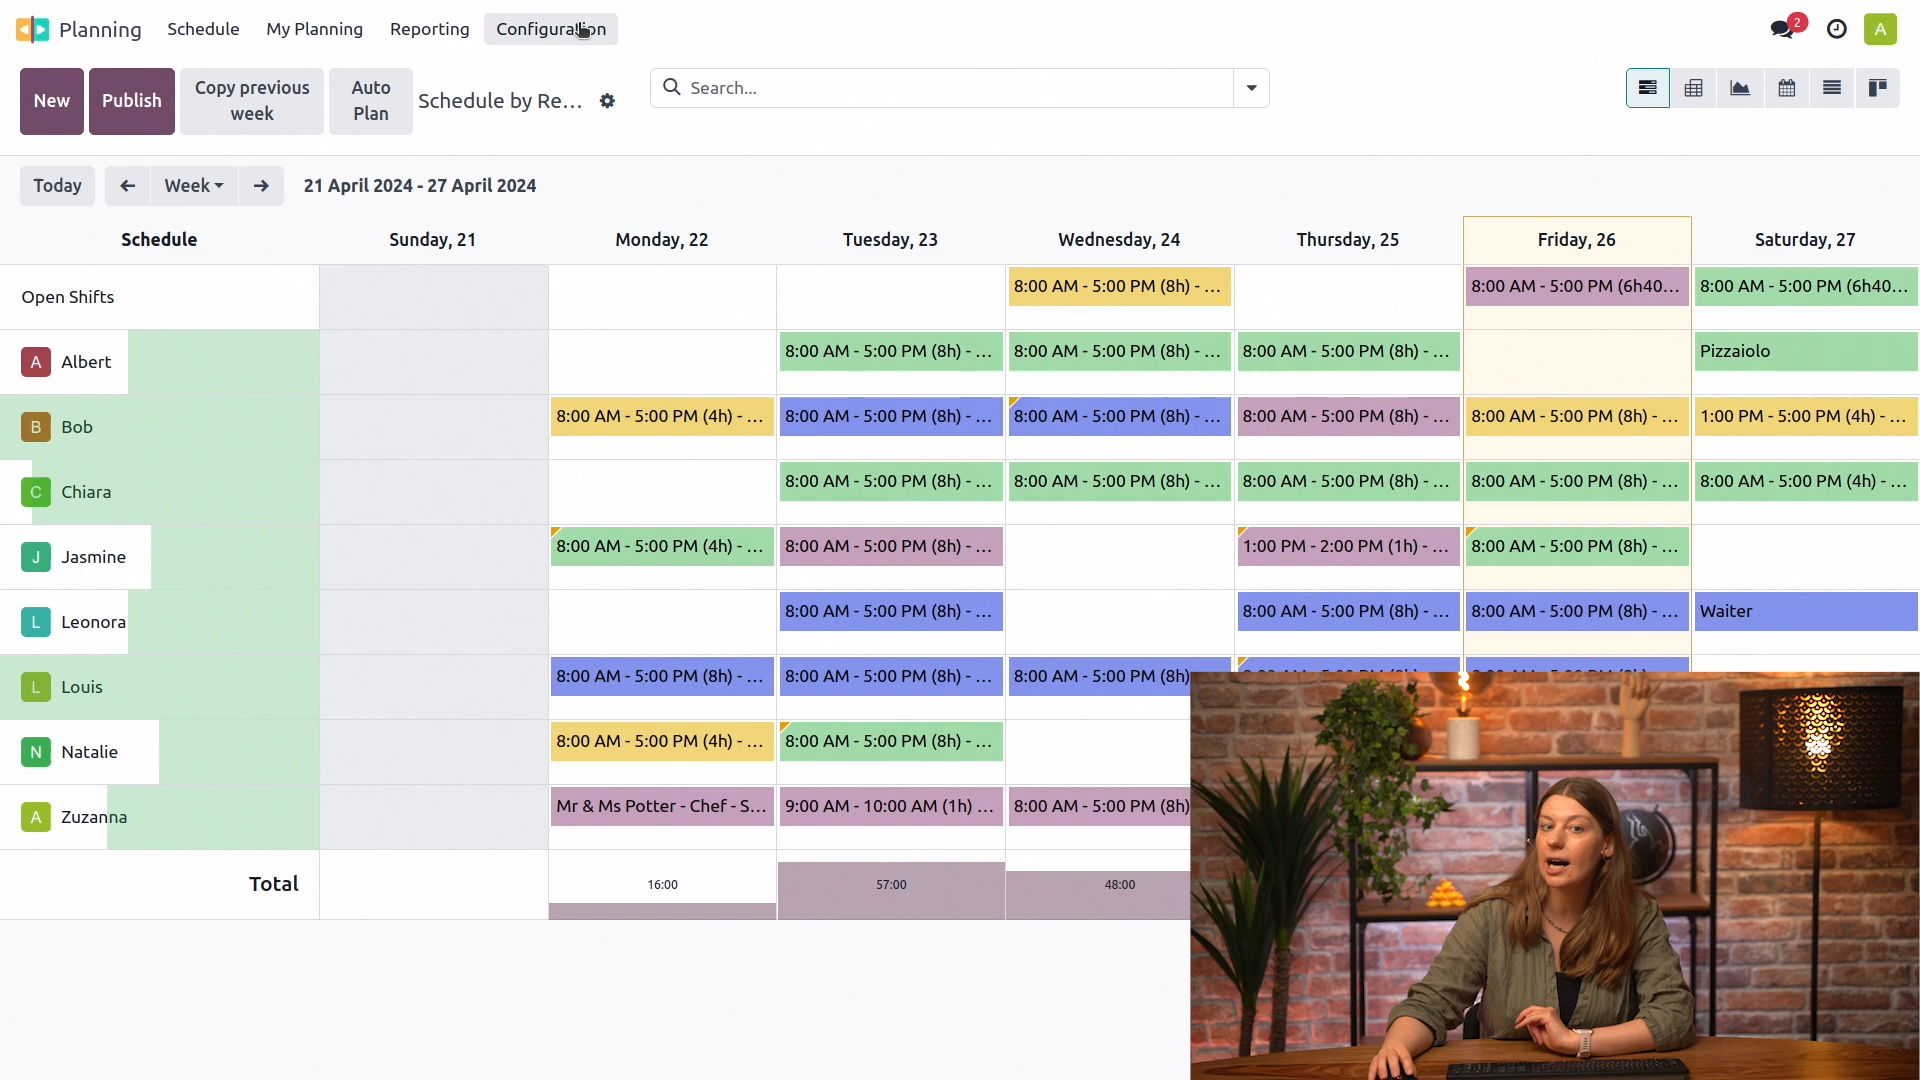 Planning Schedule My Planning Reporting Configuration 2 A
New Publish Copy previous week Auto Plan Schedule by Re... Search...
Today Week 21 April 2024 - 27 April 2024
Schedule Sunday, 21 Monday, 22 Tuesday, 23 Wednesday, 24 Thursday, 25 Friday, 26 Saturday, 27
Open Shifts 8:00 AM - 5:00 PM (8h) - ... 8:00 AM - 5:00 PM (6h40... 8:00 AM - 5:00 PM (6h40...
A Albert 8:00 AM - 5:00 PM (8h) - ... 8:00 AM - 5:00 PM (8h) - ... 8:00 AM - 5:00 PM (8h) - ... Pizzaiolo
B Bob 8:00 AM - 5:00 PM (4h) - ... 8:00 AM - 5:00 PM (8h) - ... 8:00 AM - 5:00 PM (8h) - ... 8:00 AM - 5:00 PM (8h) - ... 8:00 AM - 5:00 PM (8h) - ... 1:00 PM - 5:00 PM (4h) - ...
C Chiara 8:00 AM - 5:00 PM (8h) - ... 8:00 AM - 5:00 PM (8h) - ... 8:00 AM - 5:00 PM (8h) - ... 8:00 AM - 5:00 PM (8h) - ... 8:00 AM - 5:00 PM (4h) - ...
J Jasmine 8:00 AM - 5:00 PM (4h) - ... 8:00 AM - 5:00 PM (8h) - ... 1:00 PM - 2:00 PM (1h) - ... 8:00 AM - 5:00 PM (8h) - ...
L Leonora 8:00 AM - 5:00 PM (8h) - ... 8:00 AM - 5:00 PM (8h) - ... 8:00 AM - 5:00 PM (8h) - ... Waiter
L Louis 8:00 AM - 5:00 PM (8h) - ... 8:00 AM - 5:00 PM (8h) - ... 8:00 AM - 5:00 PM (8h)
N Natalie 8:00 AM - 5:00 PM (4h) - ... 8:00 AM - 5:00 PM (8h) - ...
A Zuzanna Mr & Ms Potter - Chef - S... 9:00 AM - 10:00 AM (1h) ... 8:00 AM - 5:00 PM (8h)
Total 16:00 57:00 48:00